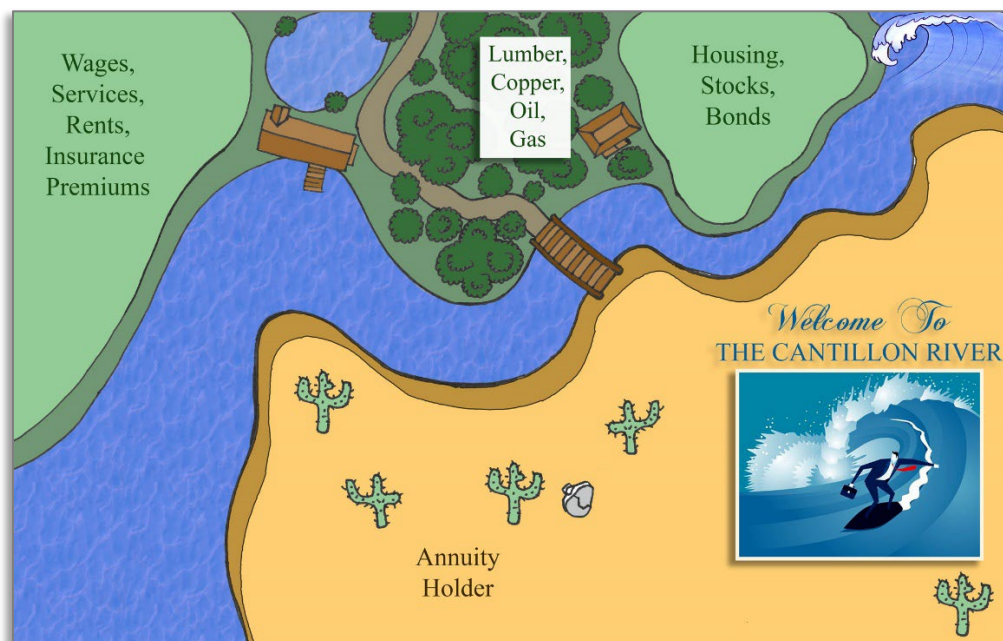 Wages,
Services,
Rents,
Insurance
Premiums
Lumber,
Copper,
Oil,
Gas
Housing,
Stocks,
Bonds
Welcome To
THE CANTILLON RIVER
Annuity
Holder